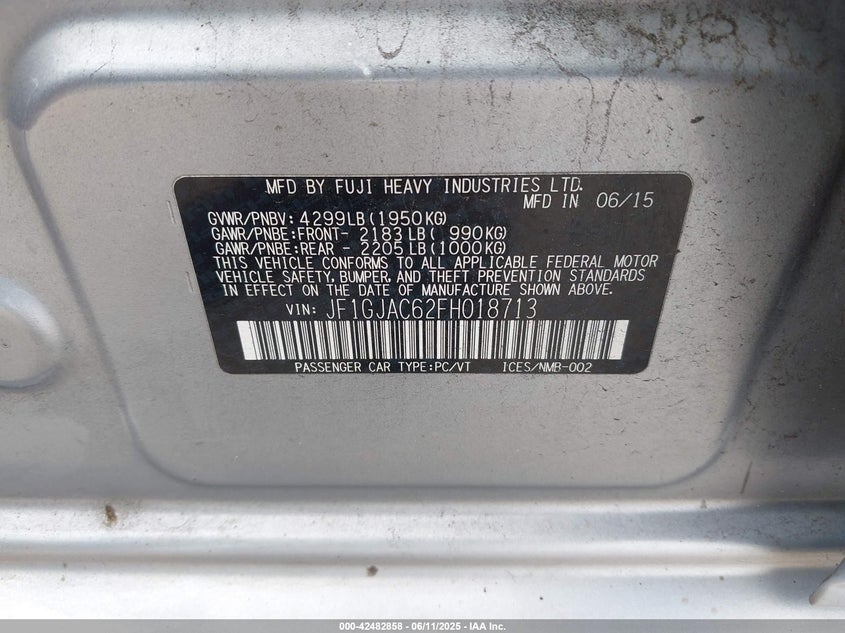 MFD BY FUJI HEAVY INDUSTRIES LTD.
MFD IN 06/15
GVWR/PNBV: 4299LB(1950KG)
GAWR/PNBE:FRONT- 2183LB( 990KG)
GAWR/PNBE:REAR - 2205LB(1000KG)
THIS VEHICLE CONFORMS TO ALL APPLICABLE FEDERAL MOTOR
VEHICLE SAFETY, BUMPER, AND THEFT PREVENTION STANDARDS
IN EFFECT ON THE DATE OF MANUFACTURE SHOWN ABOVE.
VIN: JF1GJAC62FH018713
PASSENGER CAR TYPE:PC/VT ICES/NMB-002
000-42482858 - 06/11/2025 - IAA Inc.